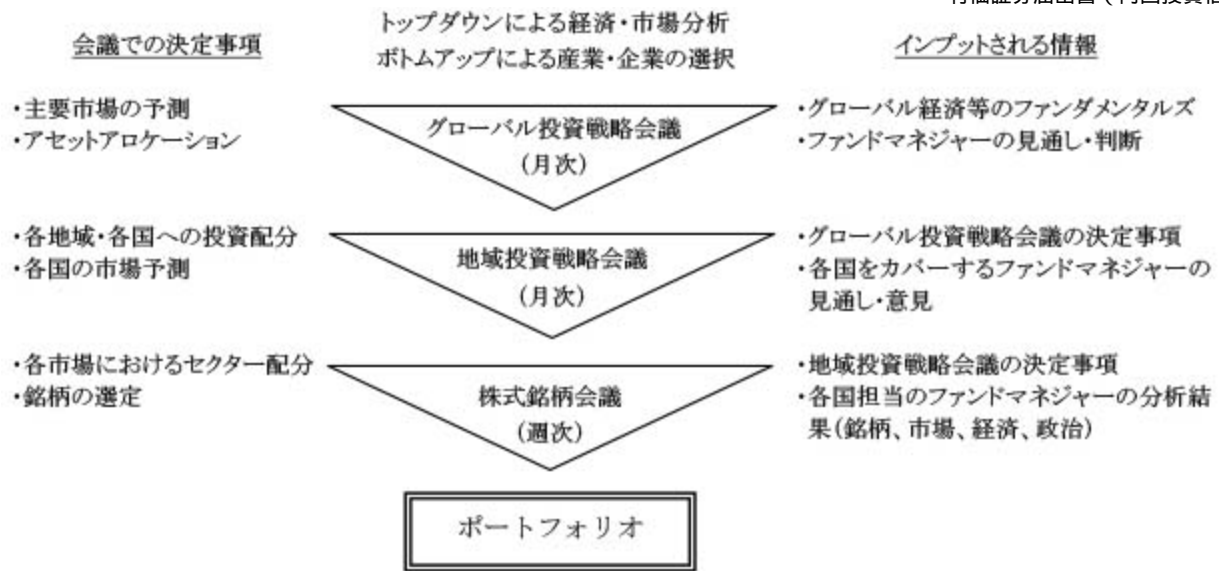 有価証券届出書(内国投資信
トップダウンによる経済・市場分析
ボトムアップによる産業・企業の選択
会議での決定事項
インプットされる情報
・主要市場の予測
・アセットアロケーション
グローバル投資戦略会議
(月次)
・グローバル経済等のファンダメンタルズ
・ファンドマネジャーの見通し・判断
・各地域・各国への投資配分
・各国の市場予測
地域投資戦略会議
(月次)
・グローバル投資戦略会議の決定事項
・各国をカバーするファンドマネジャーの
見通し・意見
・各市場におけるセクター配分
・銘柄の選定
株式銘柄会議
(週次)
・地域投資戦略会議の決定事項
・各国担当のファンドマネジャーの分析結
果(銘柄、市場、経済、政治)
ポートフォリオ